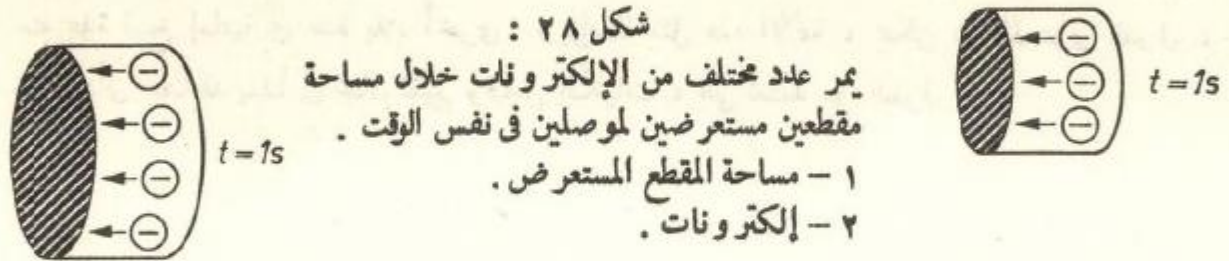 شكل ٢٨ :
يمر عدد مختلف من الإلكترونات خلال مساحة
مقطعين مستعرضين لموصلين في نفس الوقت .
١ – مساحة المقطع المستعرض .
٢ – إلكترونات .
t = 1s
t = 1s